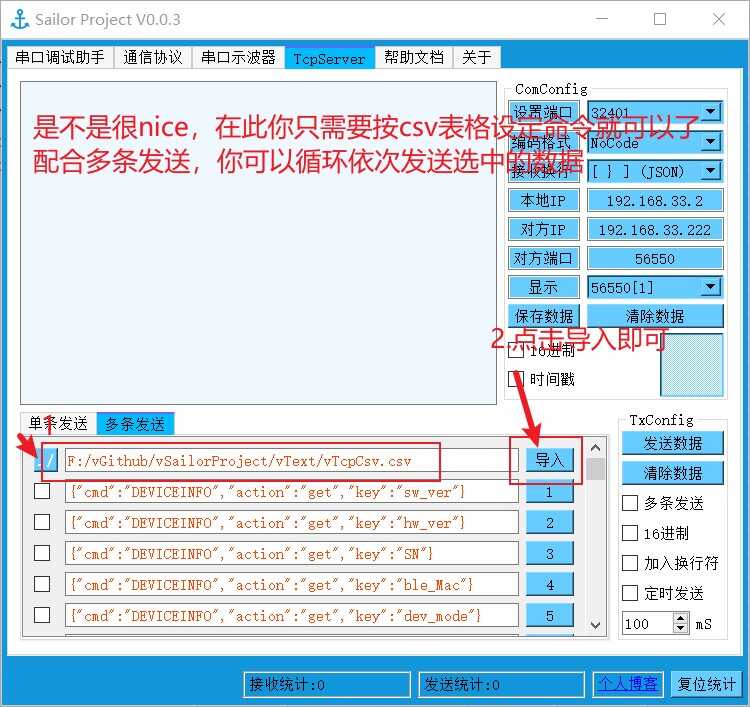 Sailor Project V0.0.3
串口调试助手 通信协议 串口示波器 TcpServer 帮助文档 关于
是不是很nice，在此你只需要按csv表格设定命令就可以了
配合多条发送，你可以循环依次发送选中的数据
ComConfig
设置端口 32401
编码格式 NoCode
接收换行 [ } ] (JSON)
本地IP 192.168.33.2
对方IP 192.168.33.222
对方端口 56550
显示 56550[1]
保存数据 清除数据
2.点击导入即可
16进制
时间戳
单条发送 多条发送
1
./ F:/vGithub/vSailorProject/vText/vTcpCsv.csv 导入
{"cmd":"DEVICEINFO","action":"get","key":"sw_ver"} 1
{"cmd":"DEVICEINFO","action":"get","key":"hw_ver"} 2
{"cmd":"DEVICEINFO","action":"get","key":"SN"} 3
{"cmd":"DEVICEINFO","action":"get","key":"ble_Mac"} 4
{"cmd":"DEVICEINFO","action":"get","key":"dev_mode"} 5
TxConfig
发送数据
清除数据
多条发送
16进制
加入换行符
定时发送
100 mS
接收统计:0 发送统计:0 个人博客 复位统计